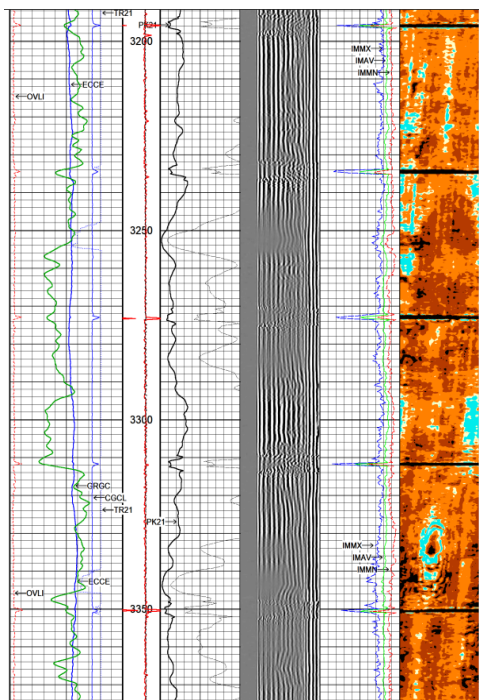 TR21
PK21
3200
IMMX
IMAV
IMMN
ECCE
OVLI
3250
3300
GRGC
CGCL
TR21
PK21
IMMX
IMAV
IMMN
ECCE
OVLI
3350